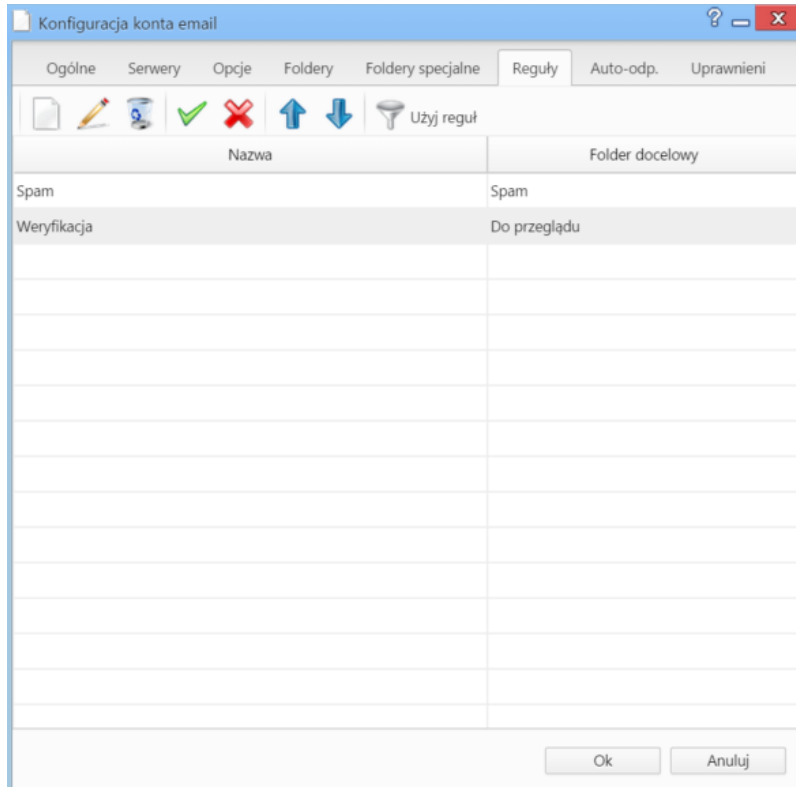 Konfiguracja konta email
Ogólne Serwery Opcje Foldery Foldery specjalne Reguły Auto-odp. Uprawnieni
Użyj reguł
Nazwa Folder docelowy
Spam Spam
Weryfikacja Do przeglądu
Ok Anuluj